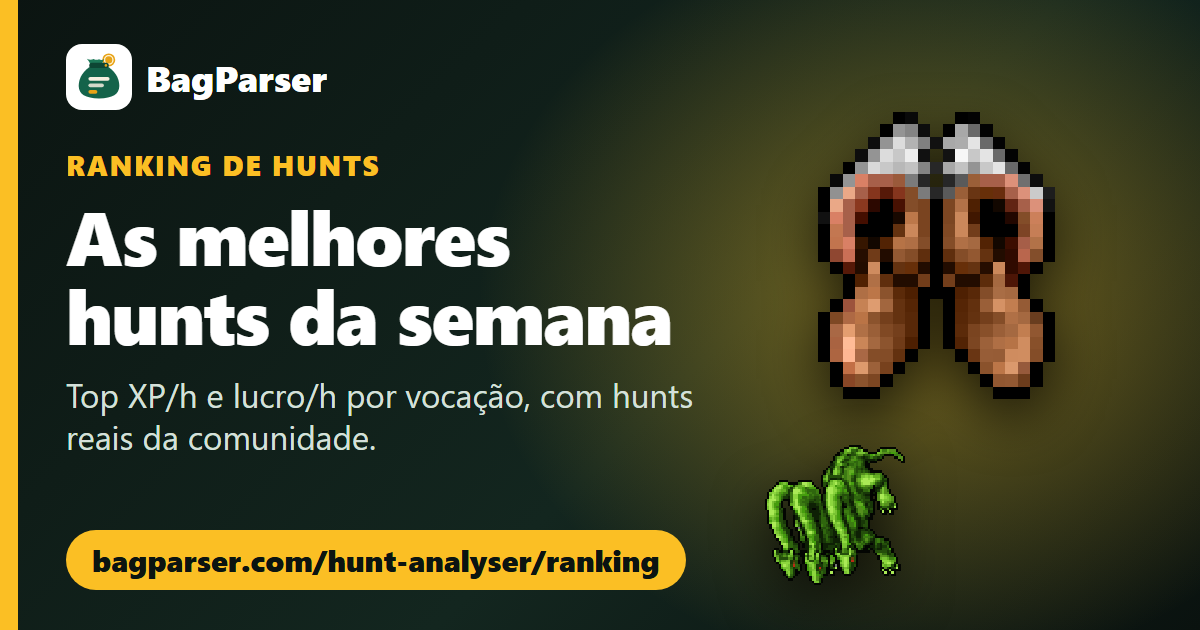 BagParser
RANKING DE HUNTS
As melhores
hunts da semana
Top XP/h e lucro/h por vocação, com hunts
reais da comunidade.
bagparser.com/hunt-analyser/ranking